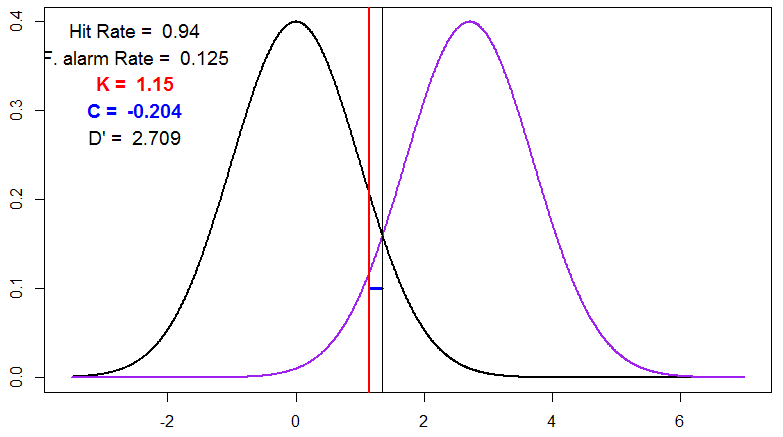 Hit Rate = 0.94
F. alarm Rate = 0.125
K = 1.15
C = -0.204
D' = 2.709
0.4
0.3
0.2
0.1
0.0
-2 0 2 4 6